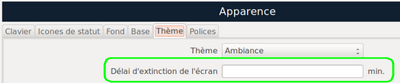 Apparence
Clavier Icones de statut Fond Base Thème Polices
Thème Ambiance
Délai d'extinction de l'écran min.